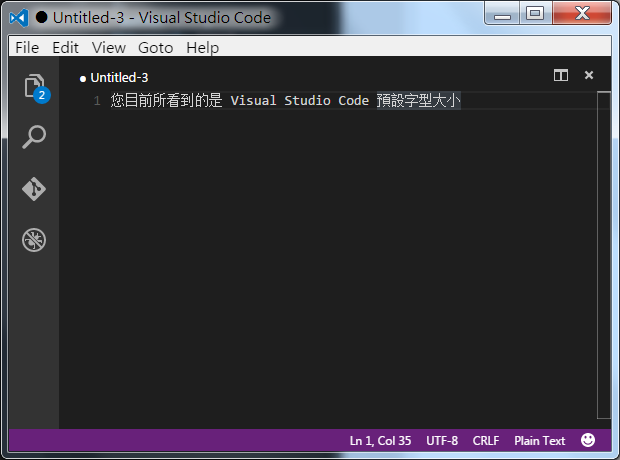 ● Untitled-3 - Visual Studio Code
File Edit View Goto Help
2
● Untitled-3
1 您目前所看到的是 Visual Studio Code 預設字型大小
Ln 1, Col 35 UTF-8 CRLF Plain Text